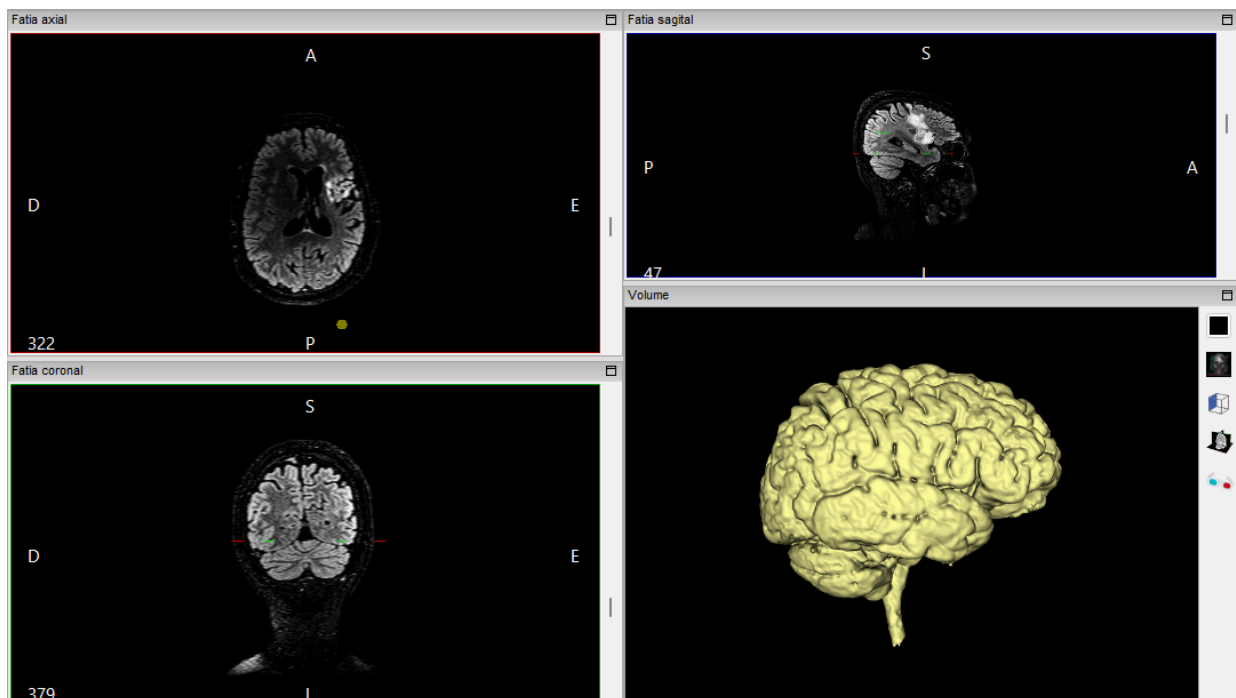 Fatia axial
A
D
E
322
P
Fatia sagital
S
P
A
47
I
Fatia coronal
S
D
E
379
I
Volume